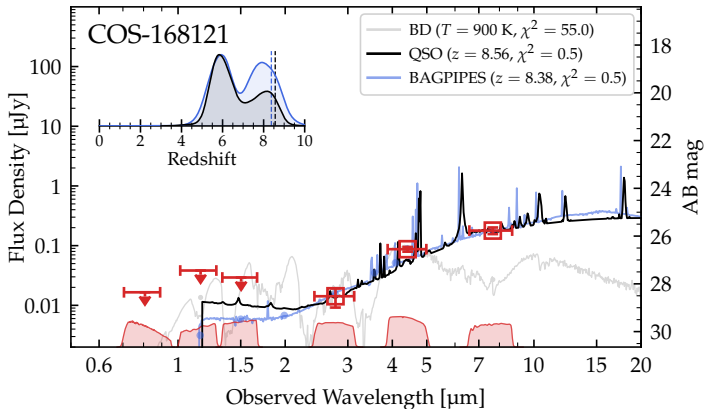 COS-168121
BD (T = 900 K, χ² = 55.0)
QSO (z = 8.56, χ² = 0.5)
BAGPIPES (z = 8.38, χ² = 0.5)
100
10
1
0.1
0.01
Flux Density [μJy]
18
20
22
24
26
28
30
AB mag
0 2 4 6 8 10
Redshift
0.6 1 1.5 2 3 4 5 7 10 15 20
Observed Wavelength [μm]